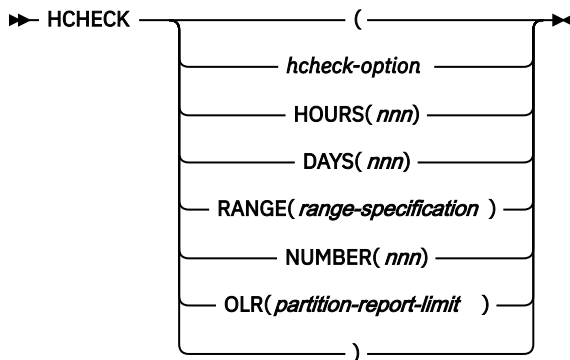 HCHECK (
hcheck-option
HOURS( nnn)
DAYS( nnn)
RANGE( range-specification )
NUMBER( nnn)
OLR( partition-report-limit )
)